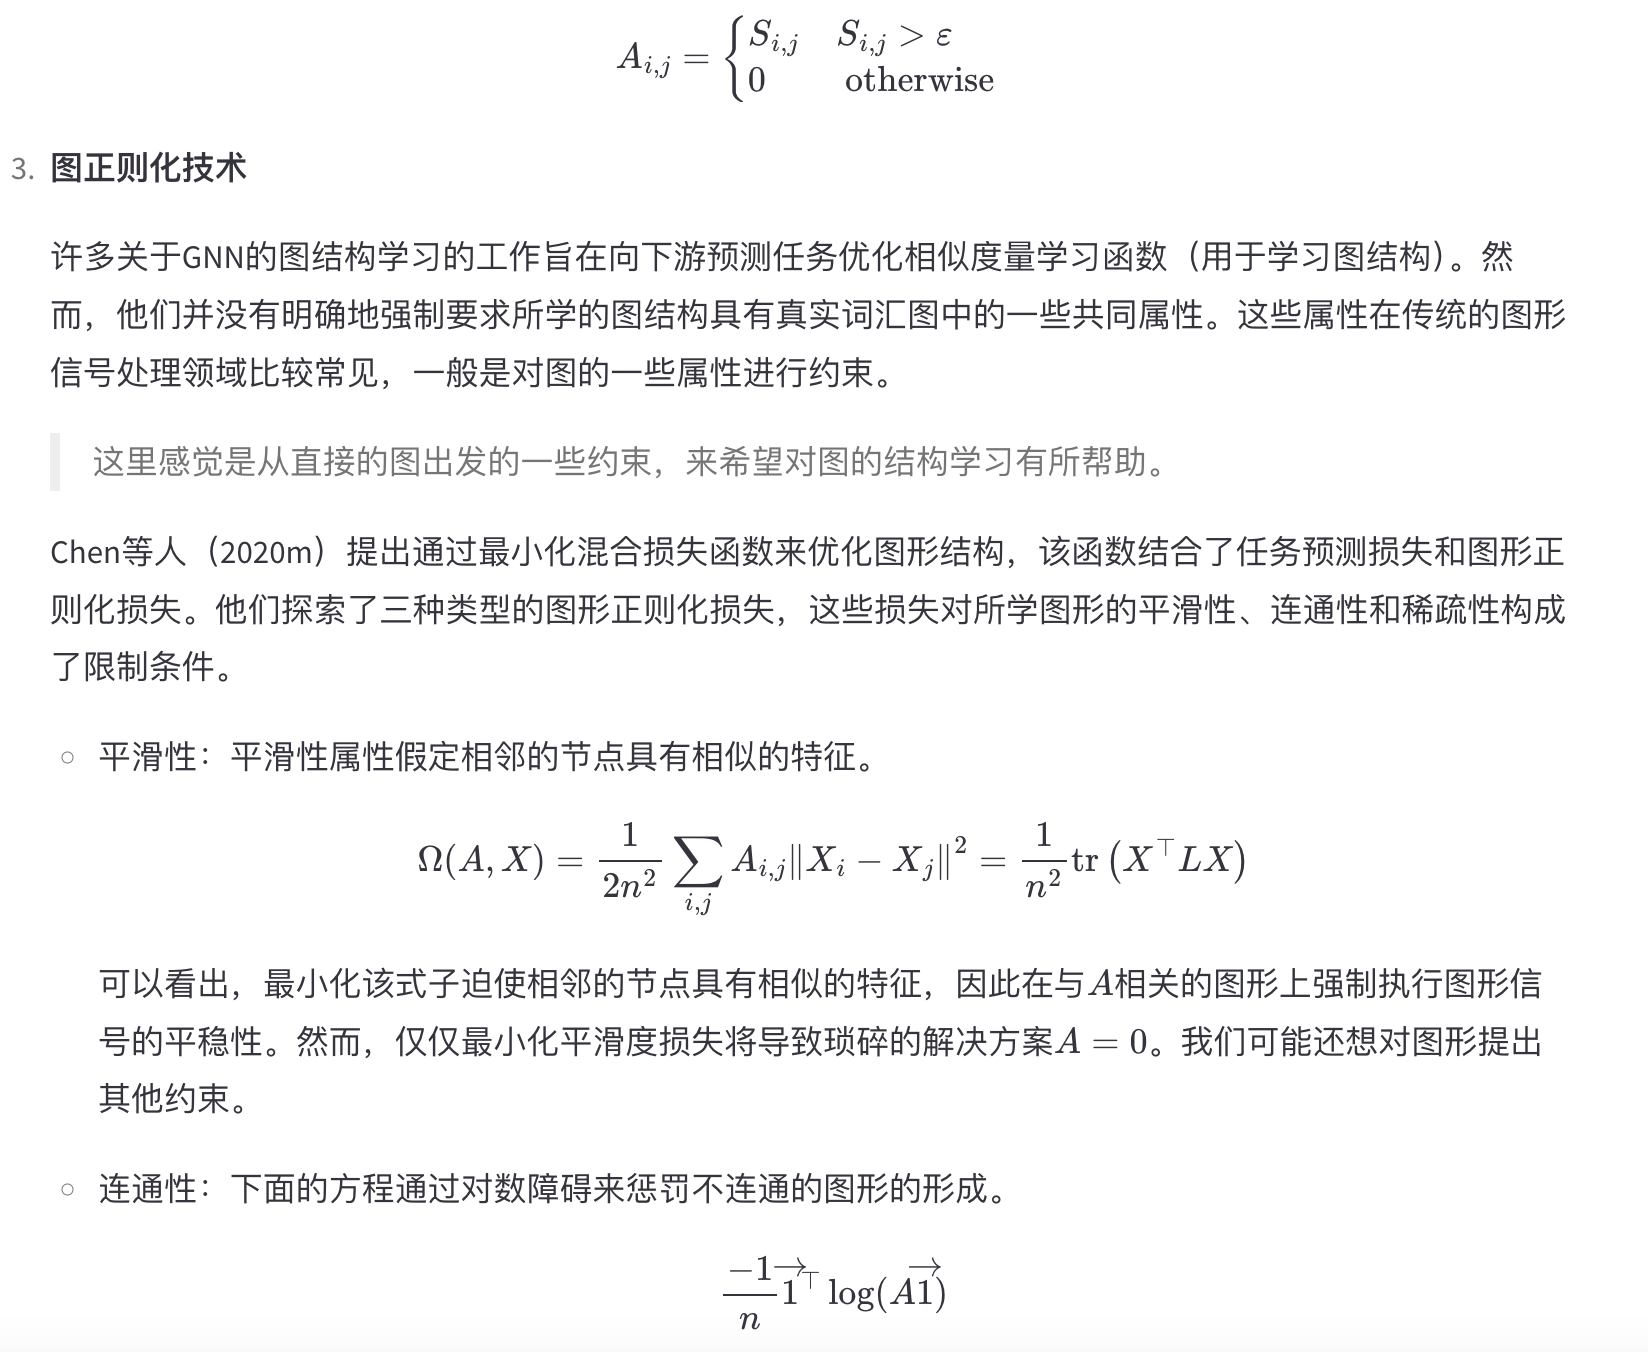 A_{i,j} = { S_{i,j}  S_{i,j} > ε
0  otherwise
3. 图正则化技术
许多关于GNN的图结构学习的工作旨在向下游预测任务优化相似度量学习函数（用于学习图结构）。然
而，他们并没有明确地强制要求所学的图结构具有真实词汇图中的一些共同属性。这些属性在传统的图形
信号处理领域比较常见，一般是对图的一些属性进行约束。
这里感觉是从直接的图出发的一些约束，来希望对图的结构学习有所帮助。
Chen等人（2020m）提出通过最小化混合损失函数来优化图形结构，该函数结合了任务预测损失和图形正
则化损失。他们探索了三种类型的图形正则化损失，这些损失对所学图形的平滑性、连通性和稀疏性构成
了限制条件。
○ 平滑性：平滑性属性假定相邻的节点具有相似的特征。
Ω(A, X) = \frac{1}{2n^2} ∑_{i,j} A_{i,j}‖X_i − X_j‖^2 = \frac{1}{n^2} tr (X^⊤LX)
可以看出，最小化该式子迫使相邻的节点具有相似的特征，因此在与A相关的图形上强制执行图形信
号的平稳性。然而，仅仅最小化平滑度损失将导致琐碎的解决方案A = 0。我们可能还想对图形提出
其他约束。
○ 连通性：下面的方程通过对数障碍来惩罚不连通的图形的形成。
\frac{−1}{n} \vec{1}^⊤ log(A\vec{1})